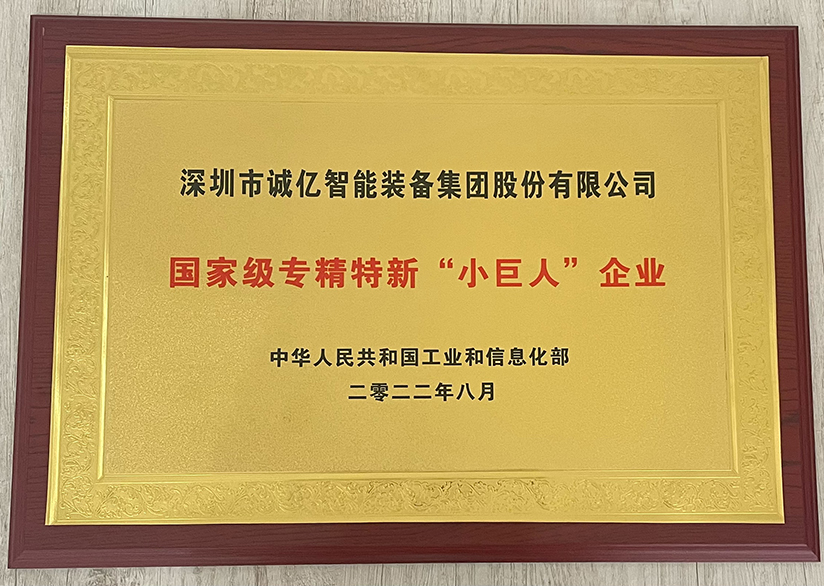 深圳市诚亿智能装备集团股份有限公司
国家级专精特新“小巨人”企业
中华人民共和国工业和信息化部
二零二二年八月